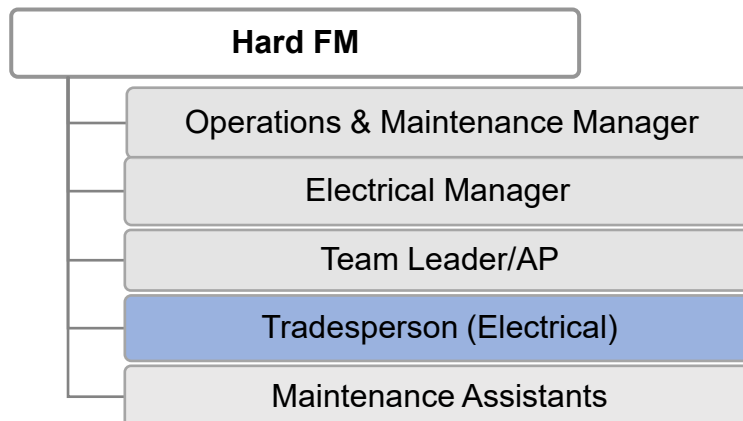 Hard FM
Operations & Maintenance Manager
Electrical Manager
Team Leader/AP
Tradesperson (Electrical)
Maintenance Assistants